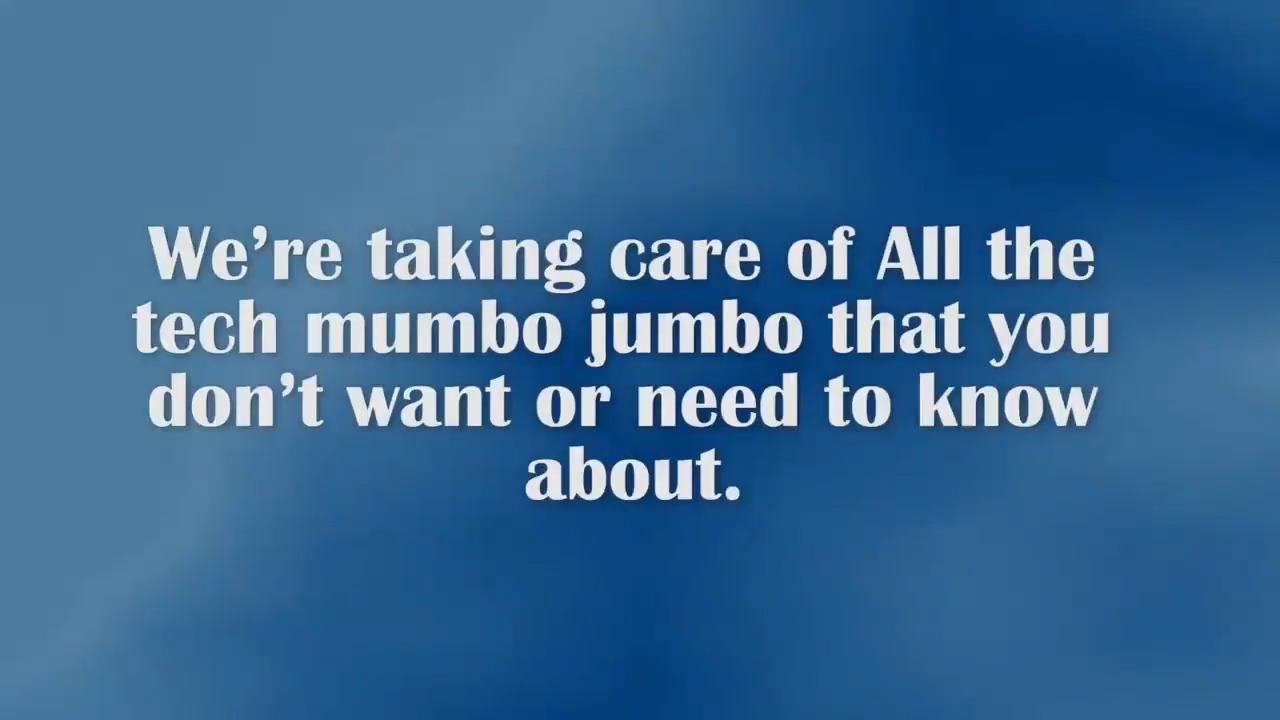 We’re taking care of All the
tech mumbo jumbo that you
don’t want or need to know
about.